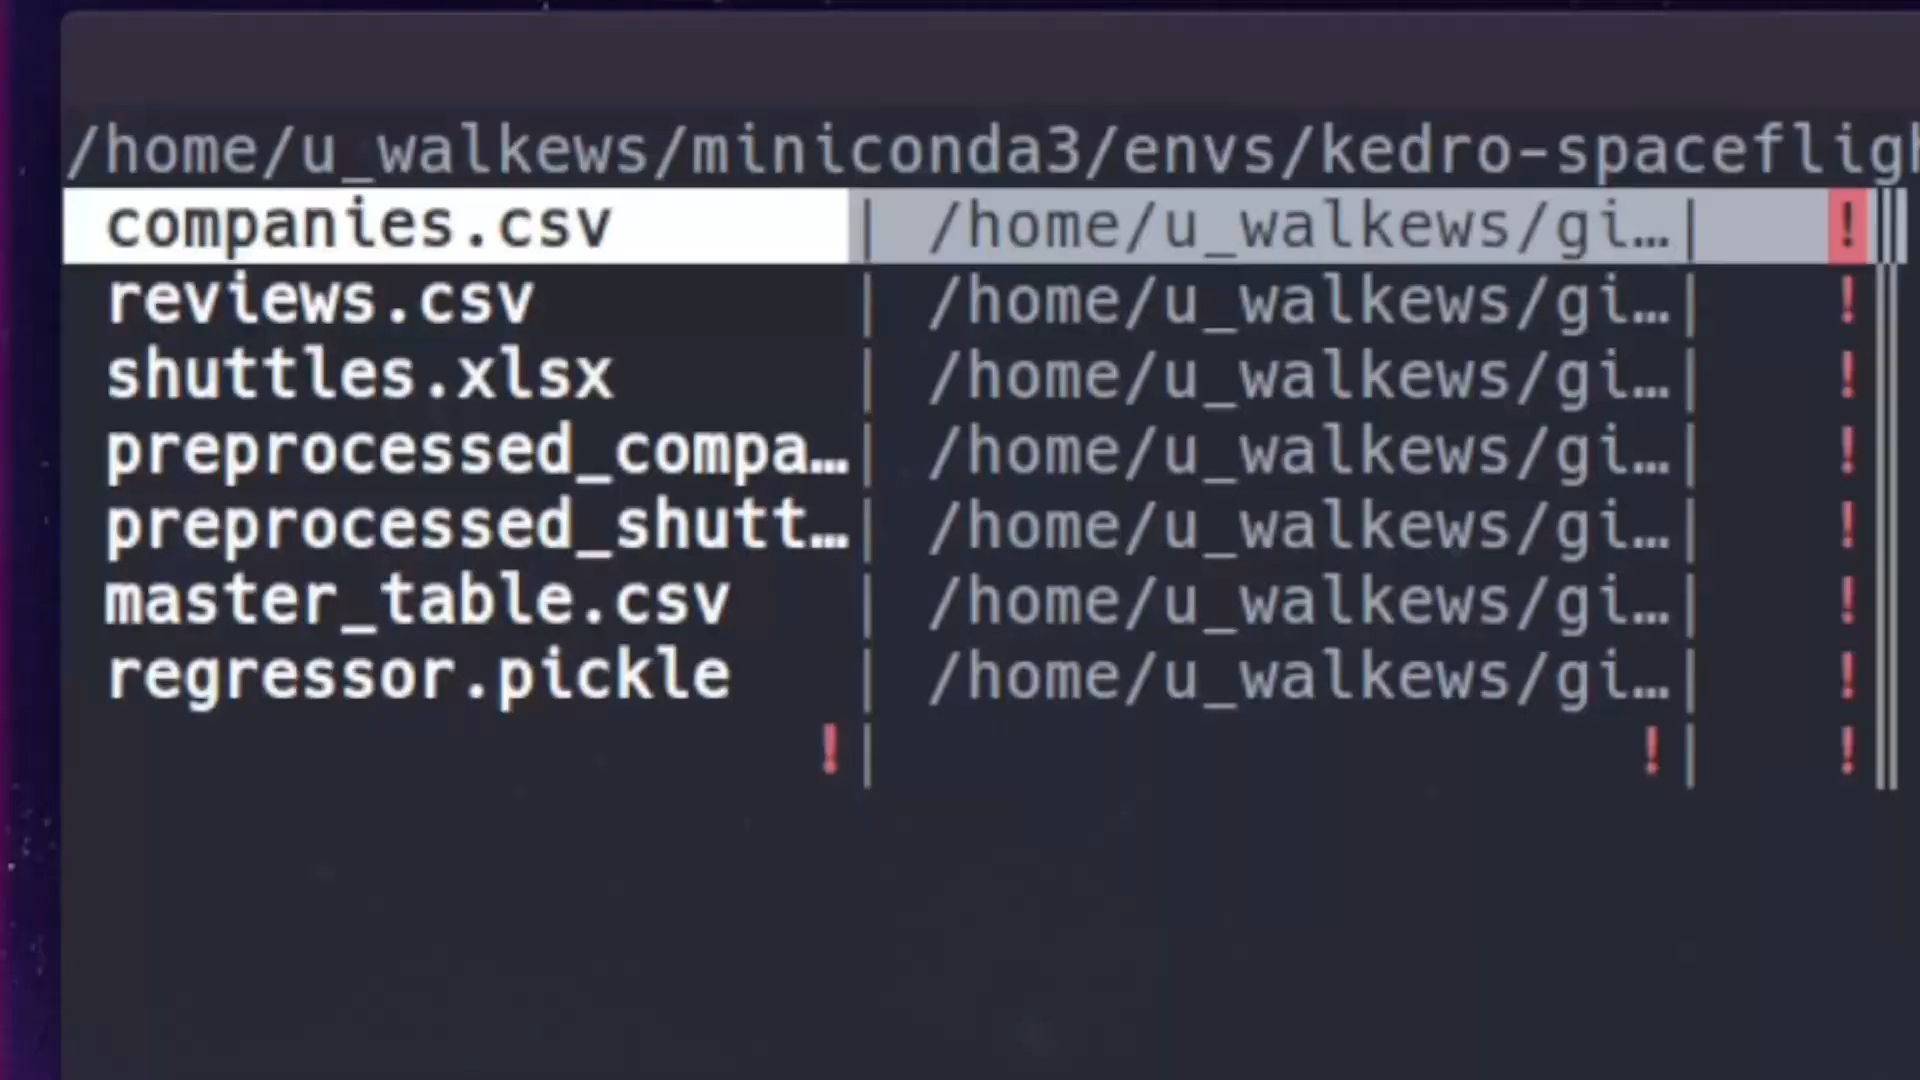 /home/u_walkews/miniconda3/envs/kedro-spacefligh
companies.csv | /home/u_walkews/gi…| !
reviews.csv | /home/u_walkews/gi…| !
shuttles.xlsx | /home/u_walkews/gi…| !
preprocessed_compa…| /home/u_walkews/gi…| !
preprocessed_shutt…| /home/u_walkews/gi…| !
master_table.csv | /home/u_walkews/gi…| !
regressor.pickle | /home/u_walkews/gi…| !
!| !| !